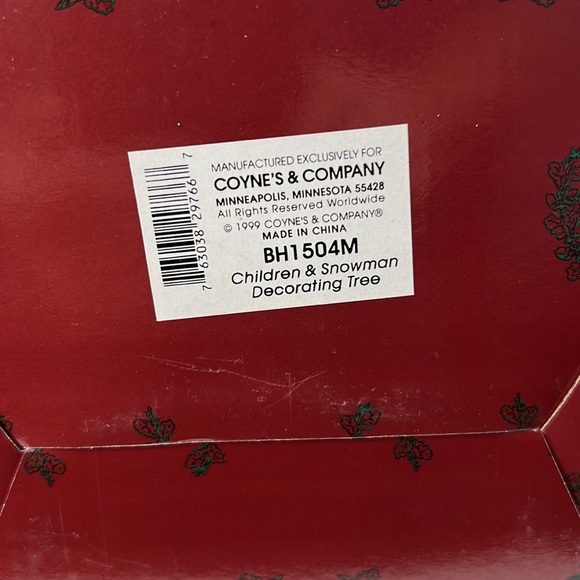 MANUFACTURED EXCLUSIVELY FOR
COYNE'S & COMPANY
MINNEAPOLIS, MINNESOTA 55428
All Rights Reserved Worldwide
© 1999 COYNE'S & COMPANY®
MADE IN CHINA
BH1504M
Children & Snowman
Decorating Tree
7 63038 29766 7